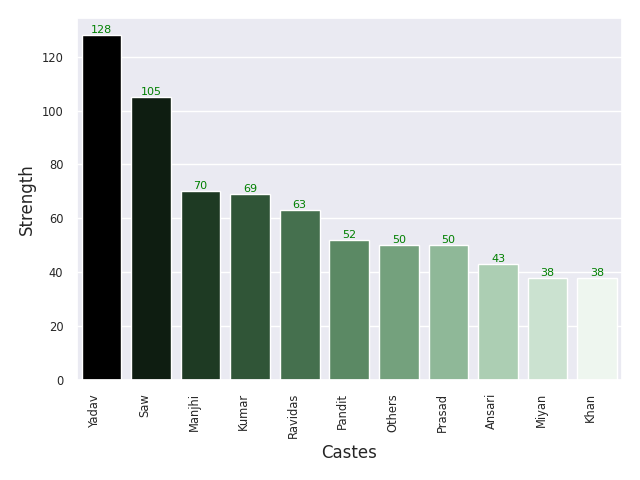 128
105
70
69
63
52
50
50
43
38
38
120
100
80
60
40
20
0
Strength
Yadav
Saw
Manjhi
Kumar
Ravidas
Pandit
Others
Prasad
Ansari
Miyan
Khan
Castes